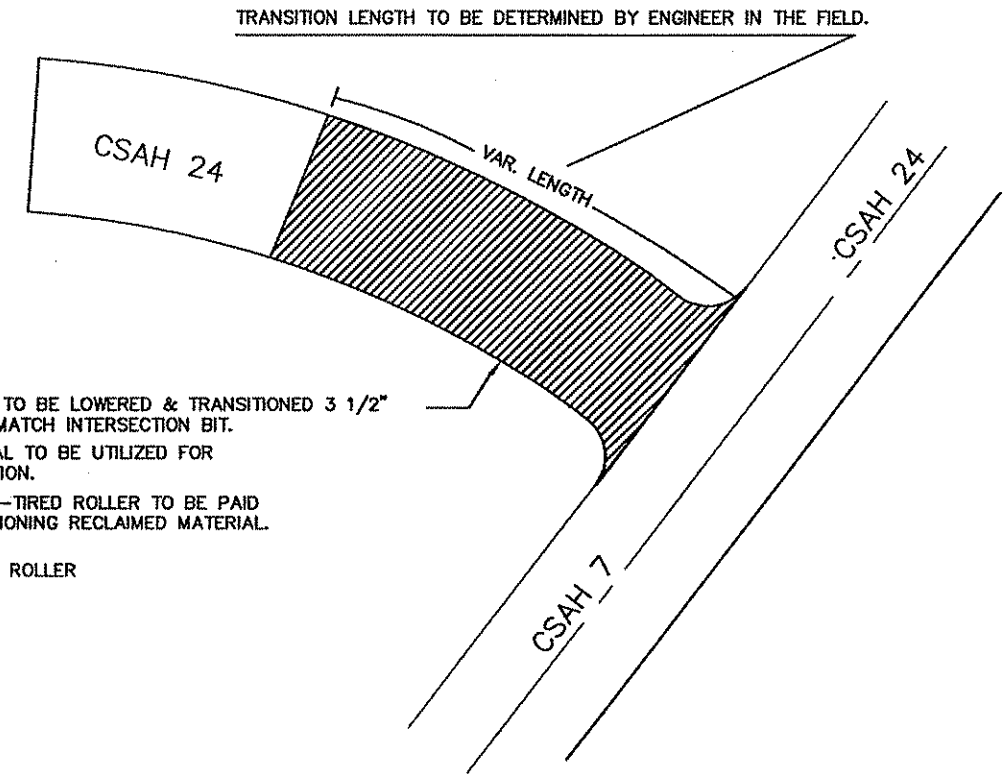 TRANSITION LENGTH TO BE DETERMINED BY ENGINEER IN THE FIELD.
CSAH 24
VAR. LENGTH
CSAH 24
TO BE LOWERED & TRANSITIONED 3 1/2"
MATCH INTERSECTION BIT.
AL TO BE UTILIZED FOR
TION.
-TIRED ROLLER TO BE PAID
IONING RECLAIMED MATERIAL.
ROLLER
CSAH 7